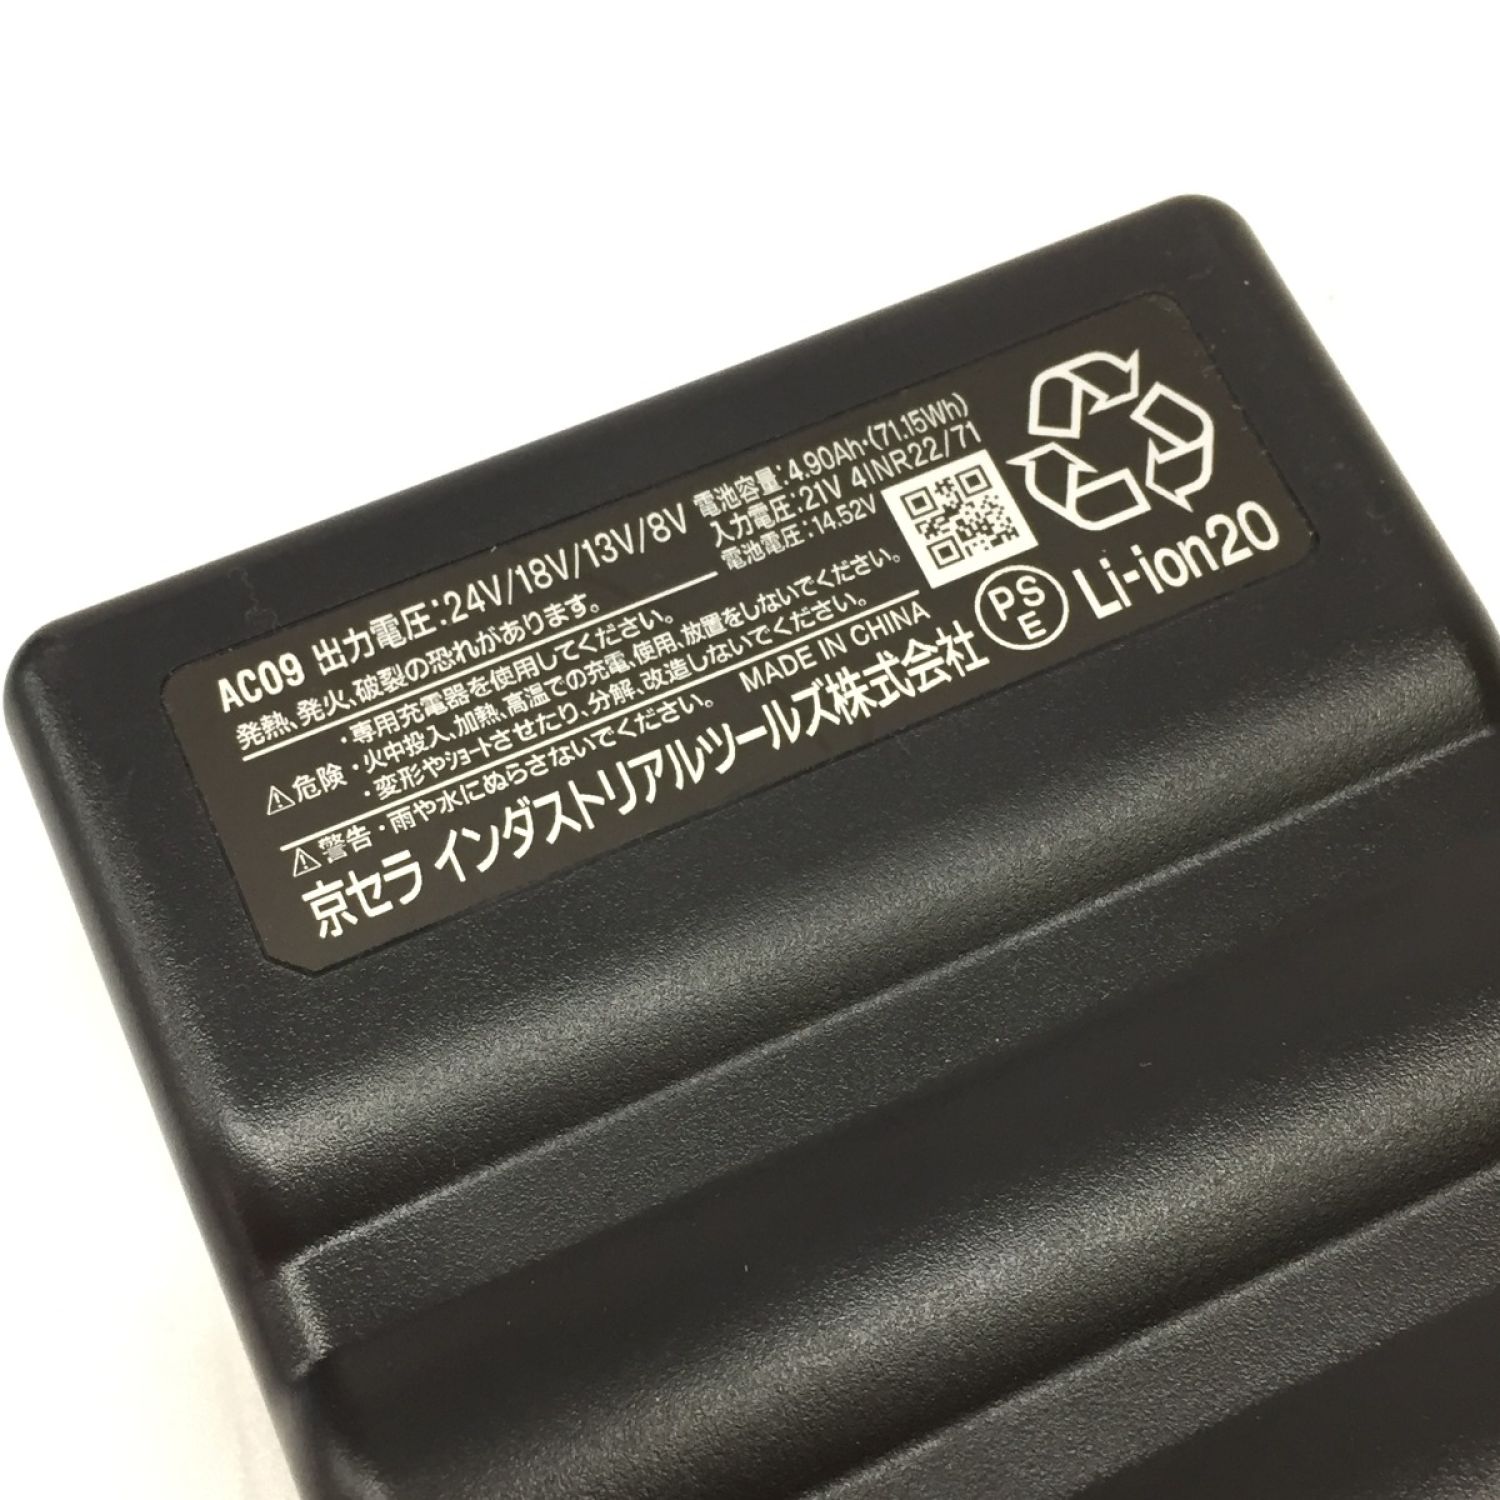 AC09 出力電圧:24V/18V/13V/8V
電池容量:4.90Ah・(71.15Wh)
入力電圧:21V 4INR22/71
電池電圧:14.52V
発熱、発火、破裂の恐れがあります。
⚠危険
・専用充電器を使用してください。
・火中投入、加熱、高温での充電、使用、放置をしないでください。
・変形やショートさせたり、分解、改造しないでください。
⚠警告・雨や水にぬらさないでください。
MADE IN CHINA
京セラ インダストリアルツールズ株式会社
PSE
Li-ion20